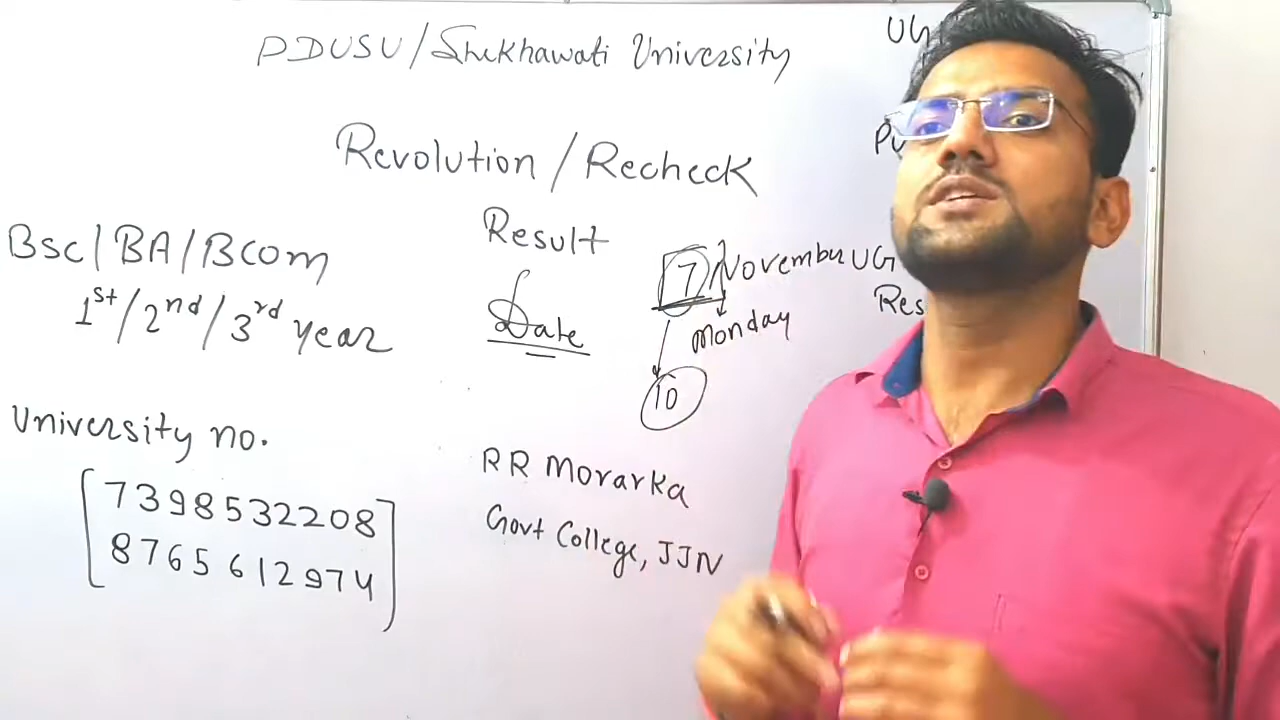 PDUSU/Shekhawati University
UG
Revolution/Recheck
Bsc/BA/Bcom
1st/2nd/3rd year
Result
Date
7 November UG
Monday
Res
10
University no.
7398532208
8765612974
RR Morarka
Govt College, JJN